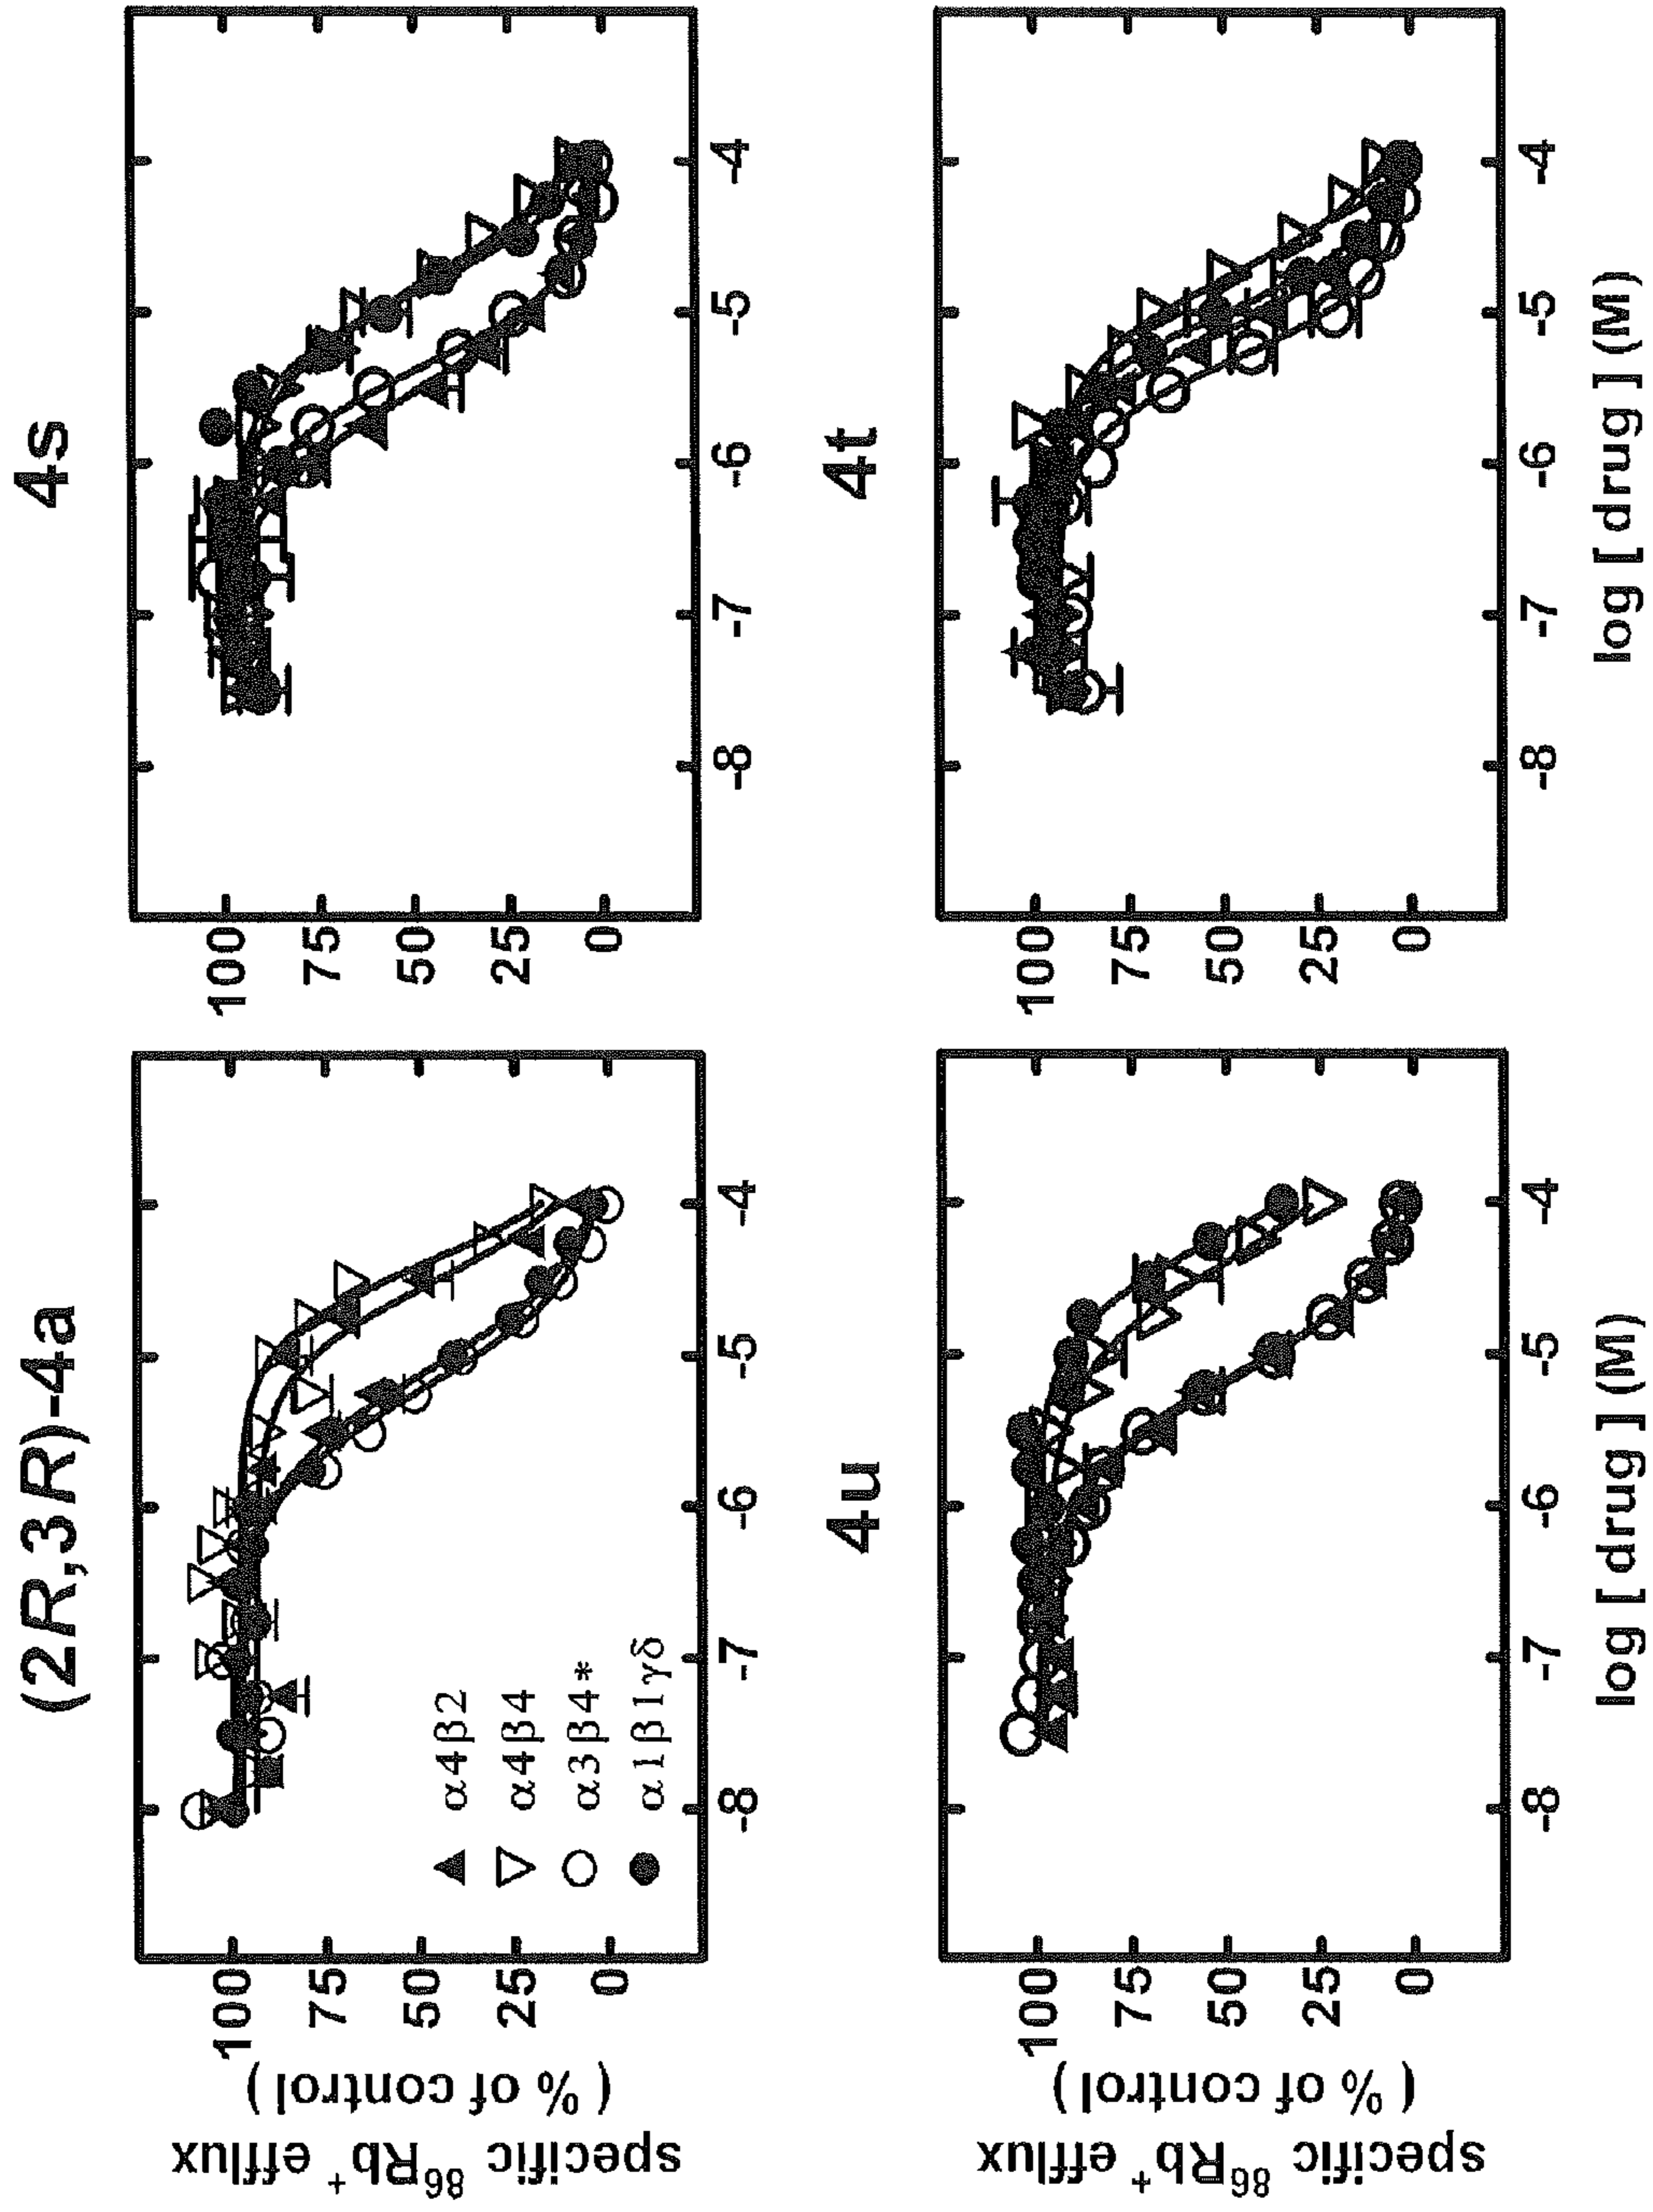 (2R,3R)-4a
specific ⁸⁶Rb⁺ efflux
( % of control )
100
75
50
25
0
α4β2
α4β4
α3β4*
α1β1γδ
-8
-7
-6
-5
-4
4s
100
75
50
25
0
-8
-7
-6
-5
-4
4u
specific ⁸⁶Rb⁺ efflux
( % of control )
100
75
50
25
0
-8
-7
-6
-5
-4
log [ drug ] (M)
4t
100
75
50
25
0
-8
-7
-6
-5
-4
log [ drug ] (M)